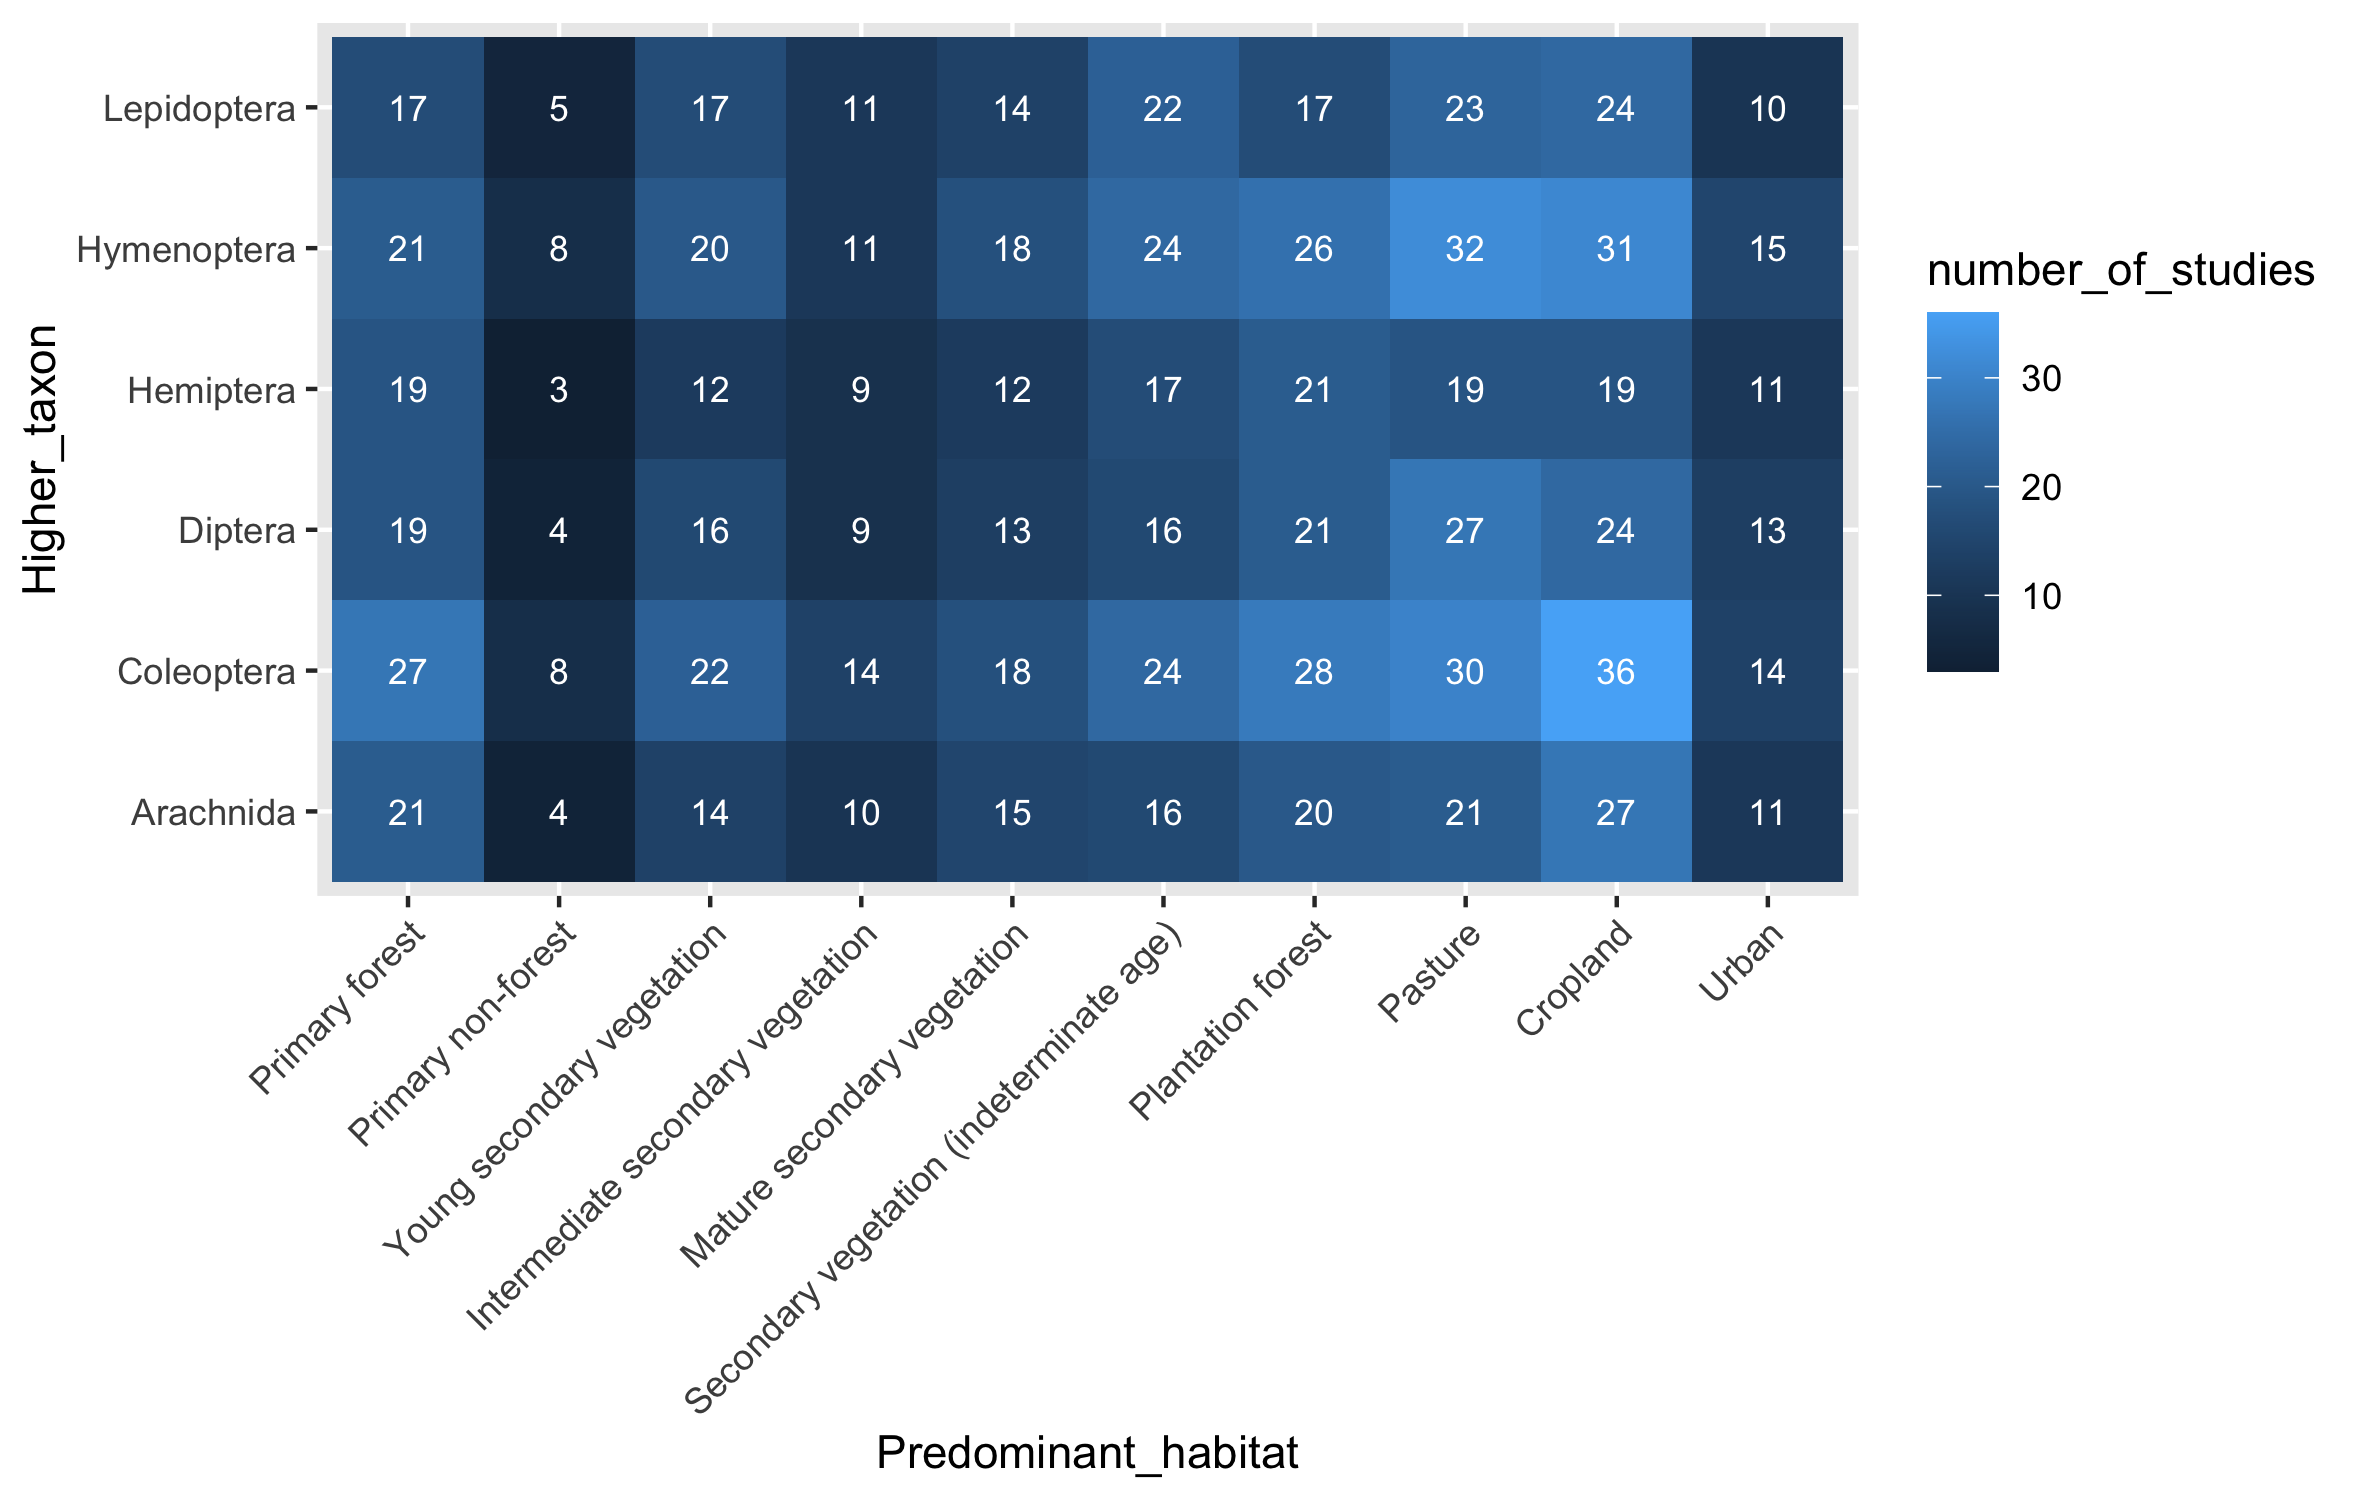 Higher_taxon
Lepidoptera 17 5 17 11 14 22 17 23 24 10
Hymenoptera 21 8 20 11 18 24 26 32 31 15
Hemiptera 19 3 12 9 12 17 21 19 19 11
Diptera 19 4 16 9 13 16 21 27 24 13
Coleoptera 27 8 22 14 18 24 28 30 36 14
Arachnida 21 4 14 10 15 16 20 21 27 11
Primary forest
Primary non-forest
Young secondary vegetation
Intermediate secondary vegetation
Mature secondary vegetation
Secondary vegetation (indeterminate age)
Plantation forest
Pasture
Cropland
Urban
Predominant_habitat
number_of_studies
30
20
10